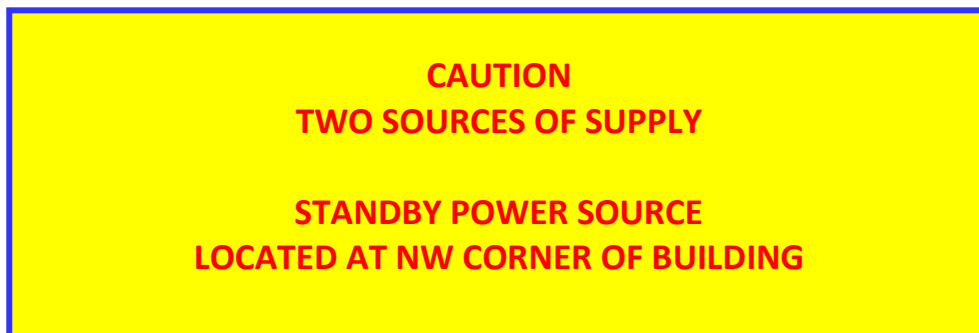 CAUTION
TWO SOURCES OF SUPPLY
STANDBY POWER SOURCE
LOCATED AT NW CORNER OF BUILDING